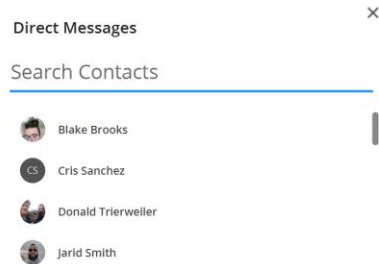 Direct Messages
Search Contacts
Blake Brooks
CS
Cris Sanchez
Donald Trierweiler
Jarid Smith